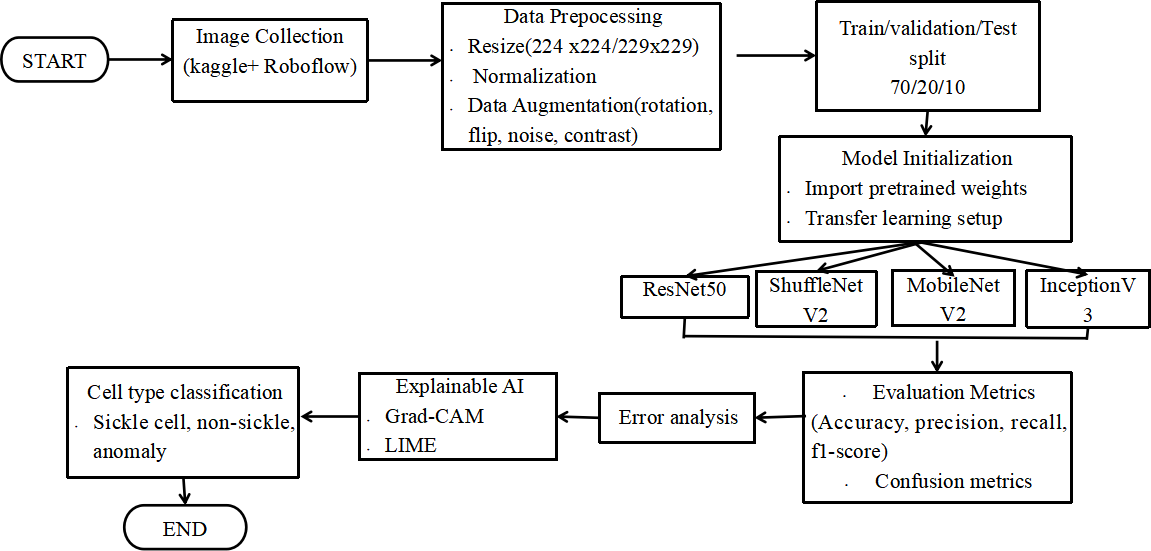 START
Image Collection
(kaggle+ Roboflow)
Data Prepocessing
· Resize(224 x224/229x229)
· Normalization
· Data Augmentation(rotation,
flip, noise, contrast)
Train/validation/Test
split
70/20/10
Model Initialization
· Import pretrained weights
· Transfer learning setup
ResNet50
ShuffleNet
V2
MobileNet
V2
InceptionV
3
· Evaluation Metrics
(Accuracy, precision, recall,
f1-score)
· Confusion metrics
Error analysis
Explainable AI
· Grad-CAM
· LIME
Cell type classification
· Sickle cell, non-sickle,
anomaly
END